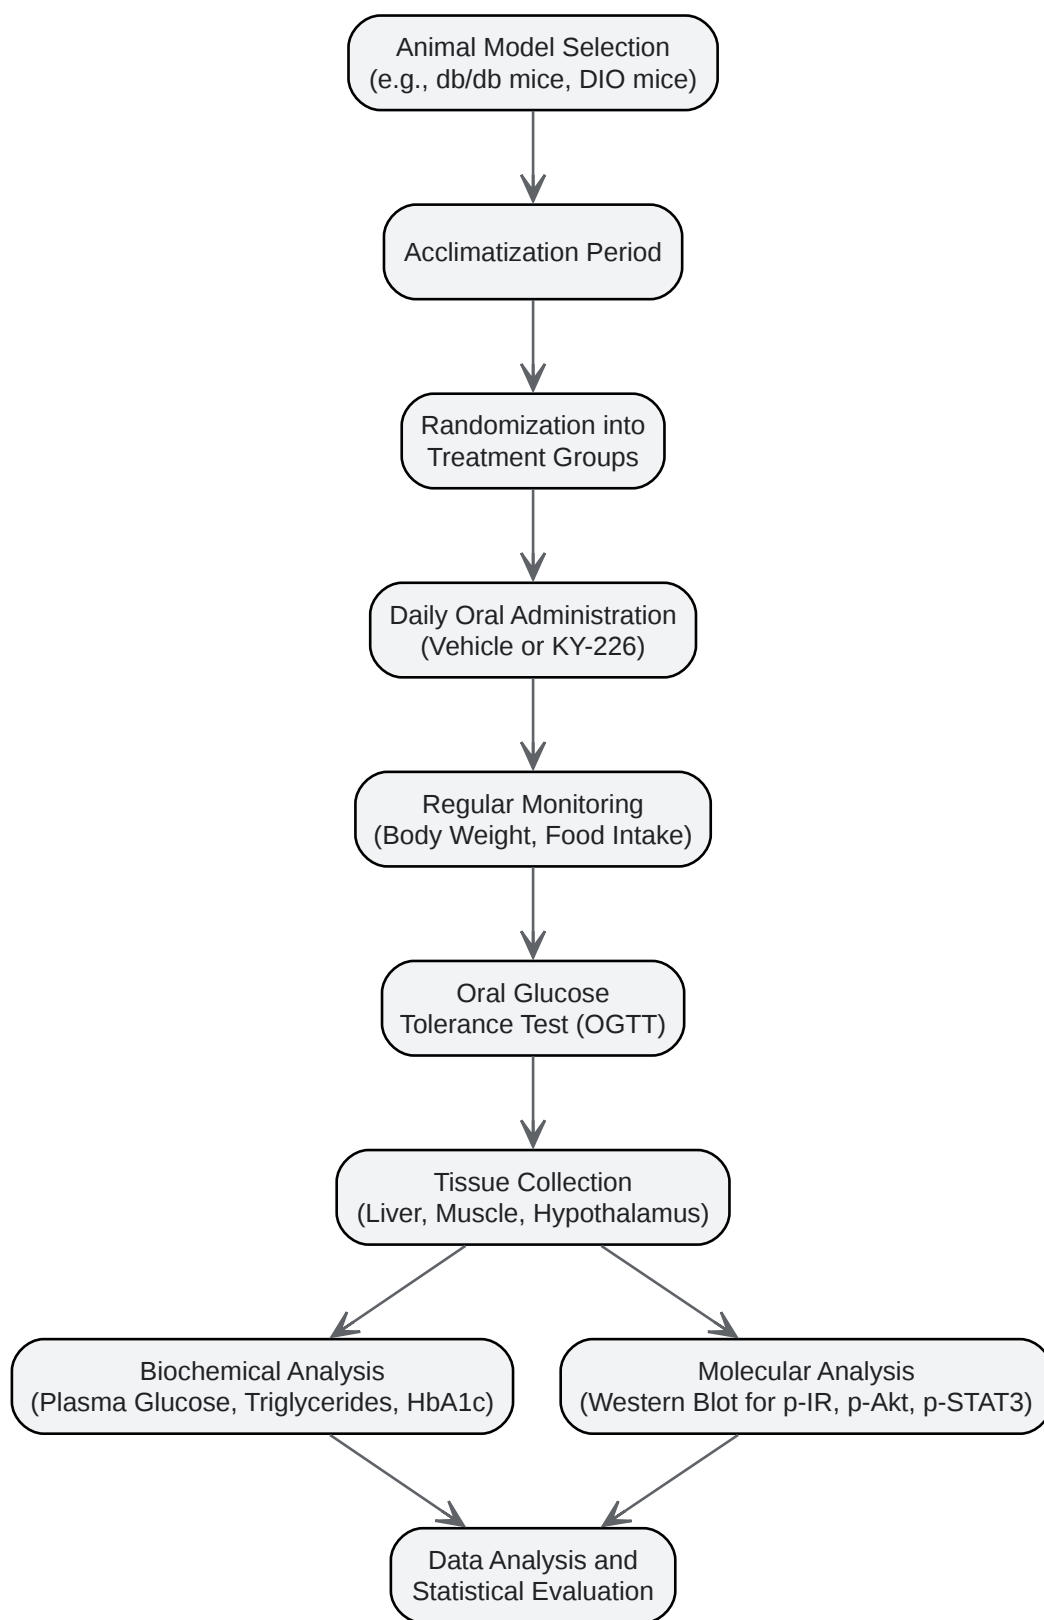 Animal Model Selection
(e.g., db/db mice, DIO mice)
Acclimatization Period
Randomization into
Treatment Groups
Daily Oral Administration
(Vehicle or KY-226)
Regular Monitoring
(Body Weight, Food Intake)
Oral Glucose
Tolerance Test (OGTT)
Tissue Collection
(Liver, Muscle, Hypothalamus)
Biochemical Analysis
(Plasma Glucose, Triglycerides, HbA1c)
Molecular Analysis
(Western Blot for p-IR, p-Akt, p-STAT3)
Data Analysis and
Statistical Evaluation